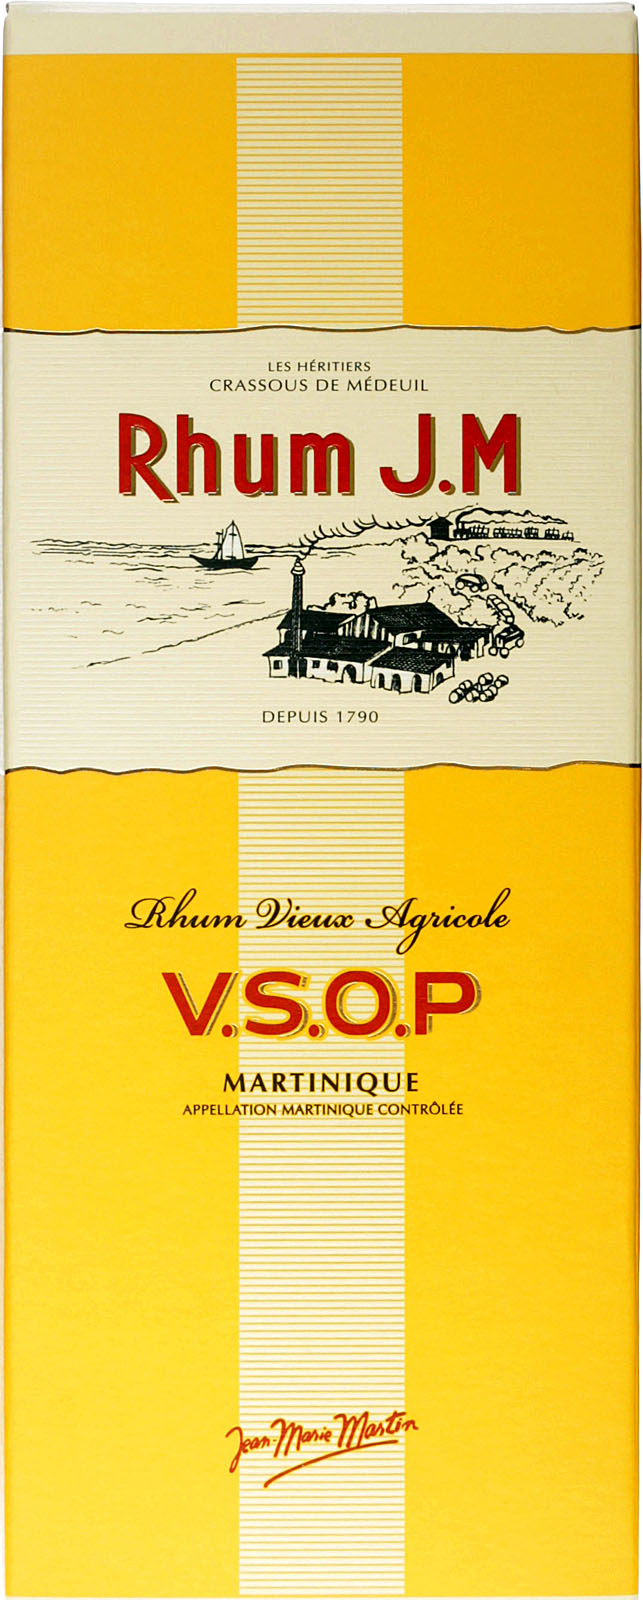 LES HÉRITIERS
CRASSOUS DE MÉDEUIL
Rhum J.M
DEPUIS 1790
Rhum Vieux Agricole
V.S.O.P
MARTINIQUE
APPELLATION MARTINIQUE CONTRÔLÉE
Jean-Marie Martin